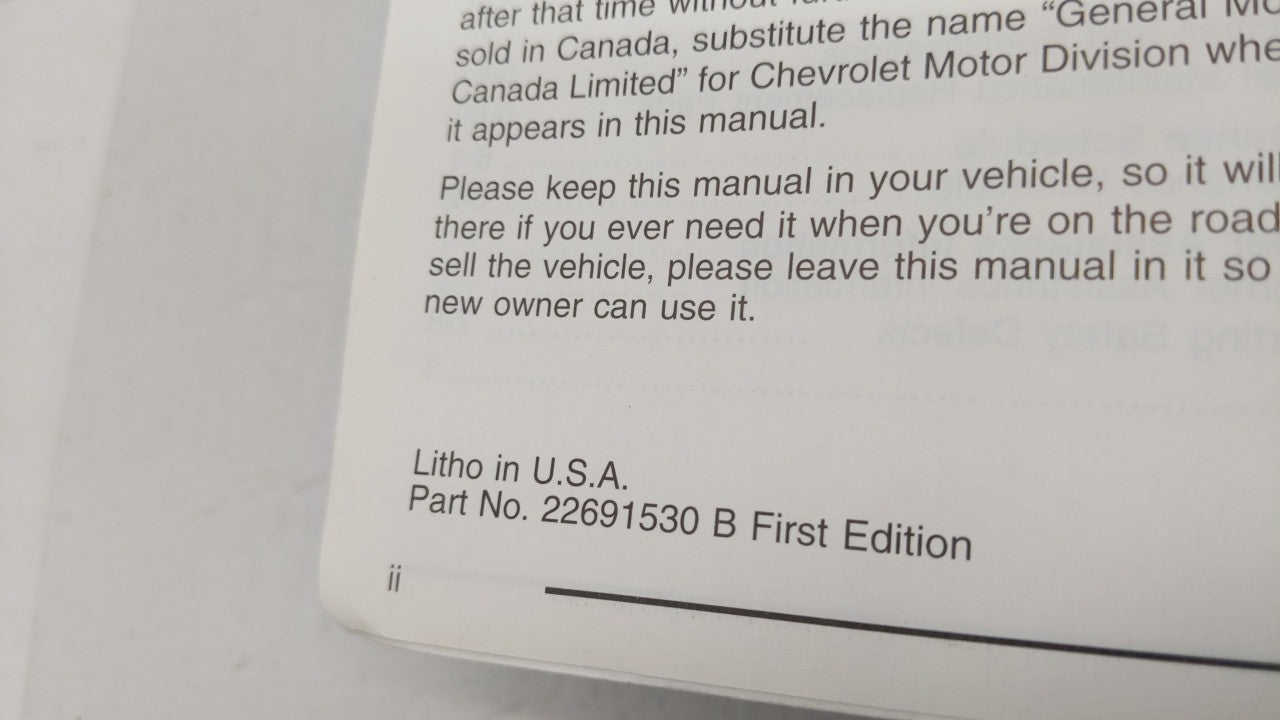 after that time without
sold in Canada, substitute the name “General
Canada Limited” for Chevrolet Motor Division
it appears in this manual.
Please keep this manual in your vehicle, so it will
there if you ever need it when you’re on the road
sell the vehicle, please leave this manual in it so
new owner can use it.
Litho in U.S.A.
Part No. 22691530 B First Edition
ii